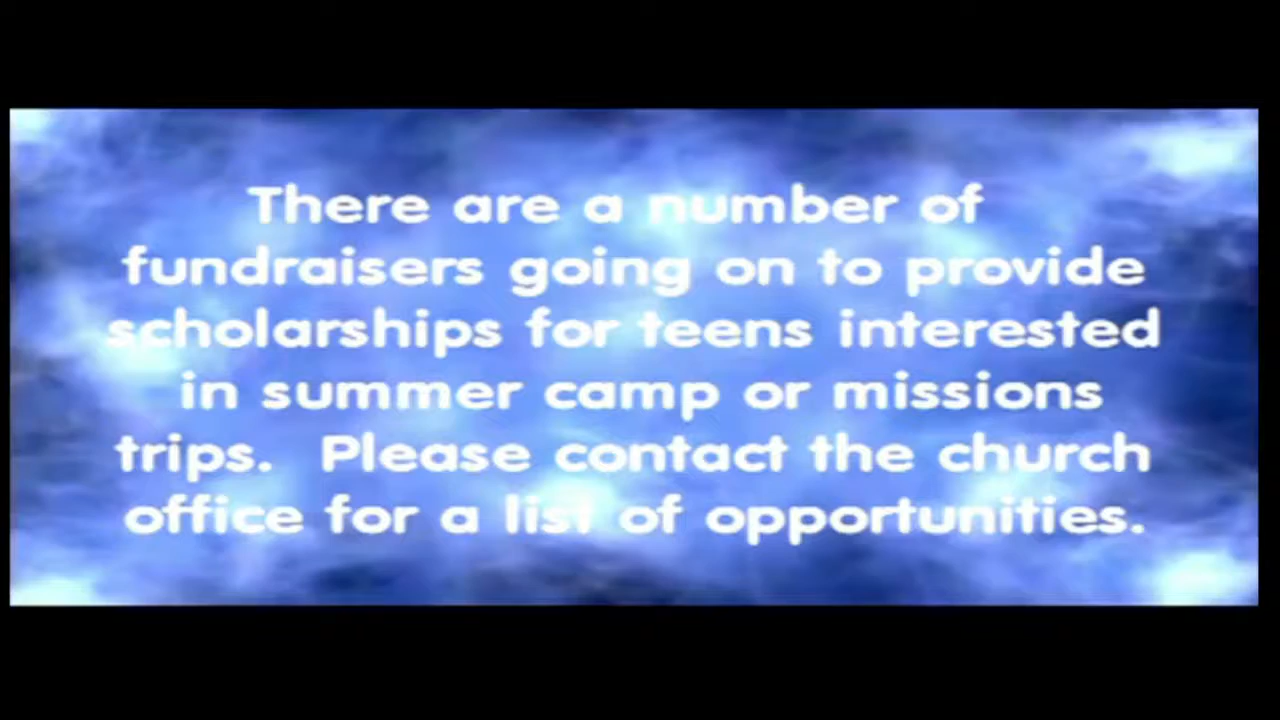 There are a number of
fundraisers going on to provide
scholarships for teens interested
in summer camp or missions
trips.  Please contact the church
office for a list of opportunities.